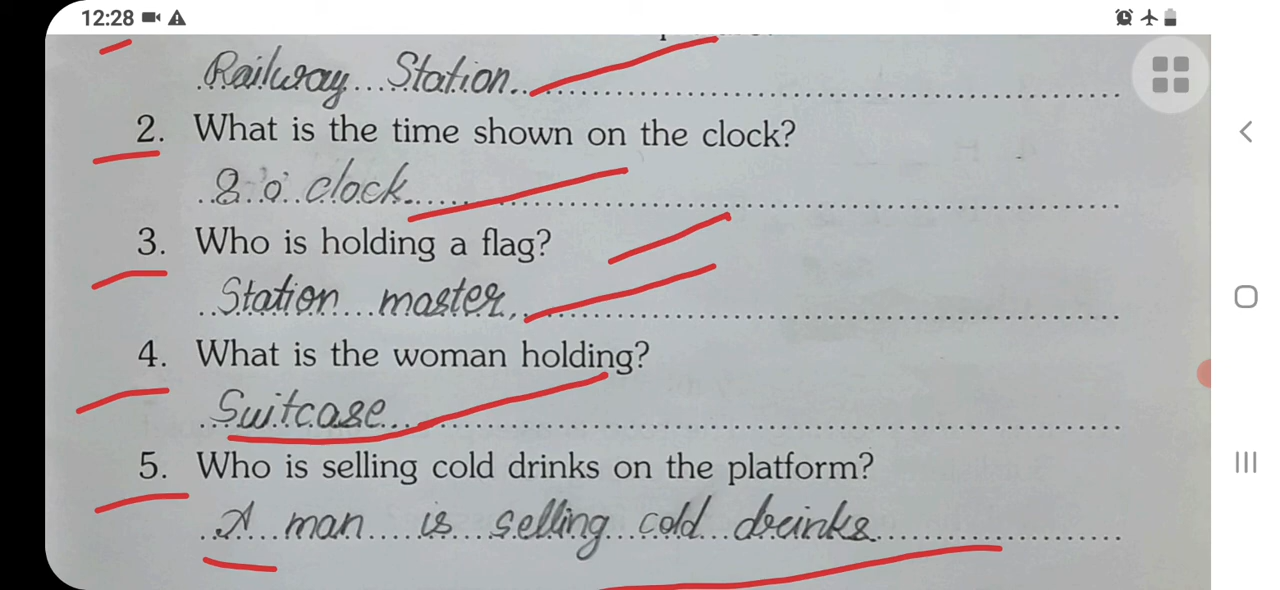 12:28
Railway Station
2. What is the time shown on the clock?
8 o' clock
3. Who is holding a flag?
Station master
4. What is the woman holding?
Suitcase
5. Who is selling cold drinks on the platform?
A man is selling cold drinks